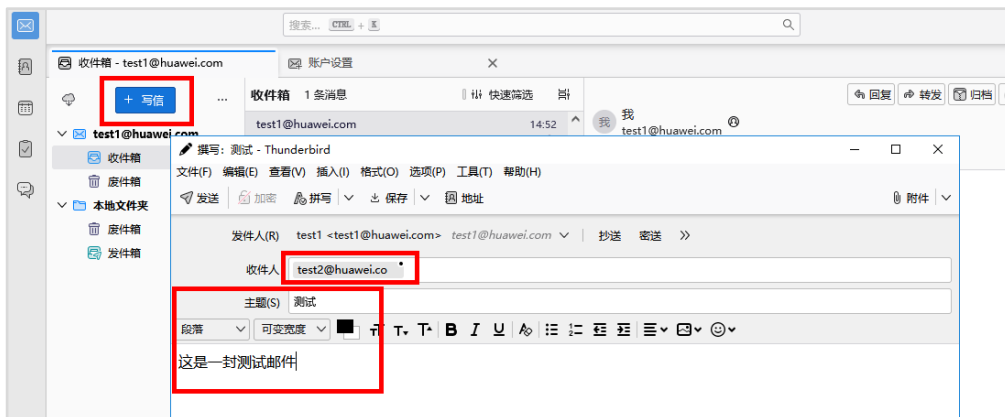 搜索... CTRL + K
收件箱 - test1@huawei.com 账户设置
+ 写信 ... 收件箱 1 条消息 快速筛选 回复 转发 归档
test1@huawei.com 14:52 我 我
test1@huawei.com
test1@huawei.com
收件箱
废件箱
本地文件夹
废件箱
发件箱
撰写: 测试 - Thunderbird
文件(F) 编辑(E) 查看(V) 插入(I) 格式(O) 选项(P) 工具(T) 帮助(H)
发送 加密 拼写 保存 地址 附件
发件人(R) test1 <test1@huawei.com> test1@huawei.com 抄送 密送
收件人 test2@huawei.co
主题(S) 测试
段落 可变宽度
这是一封测试邮件